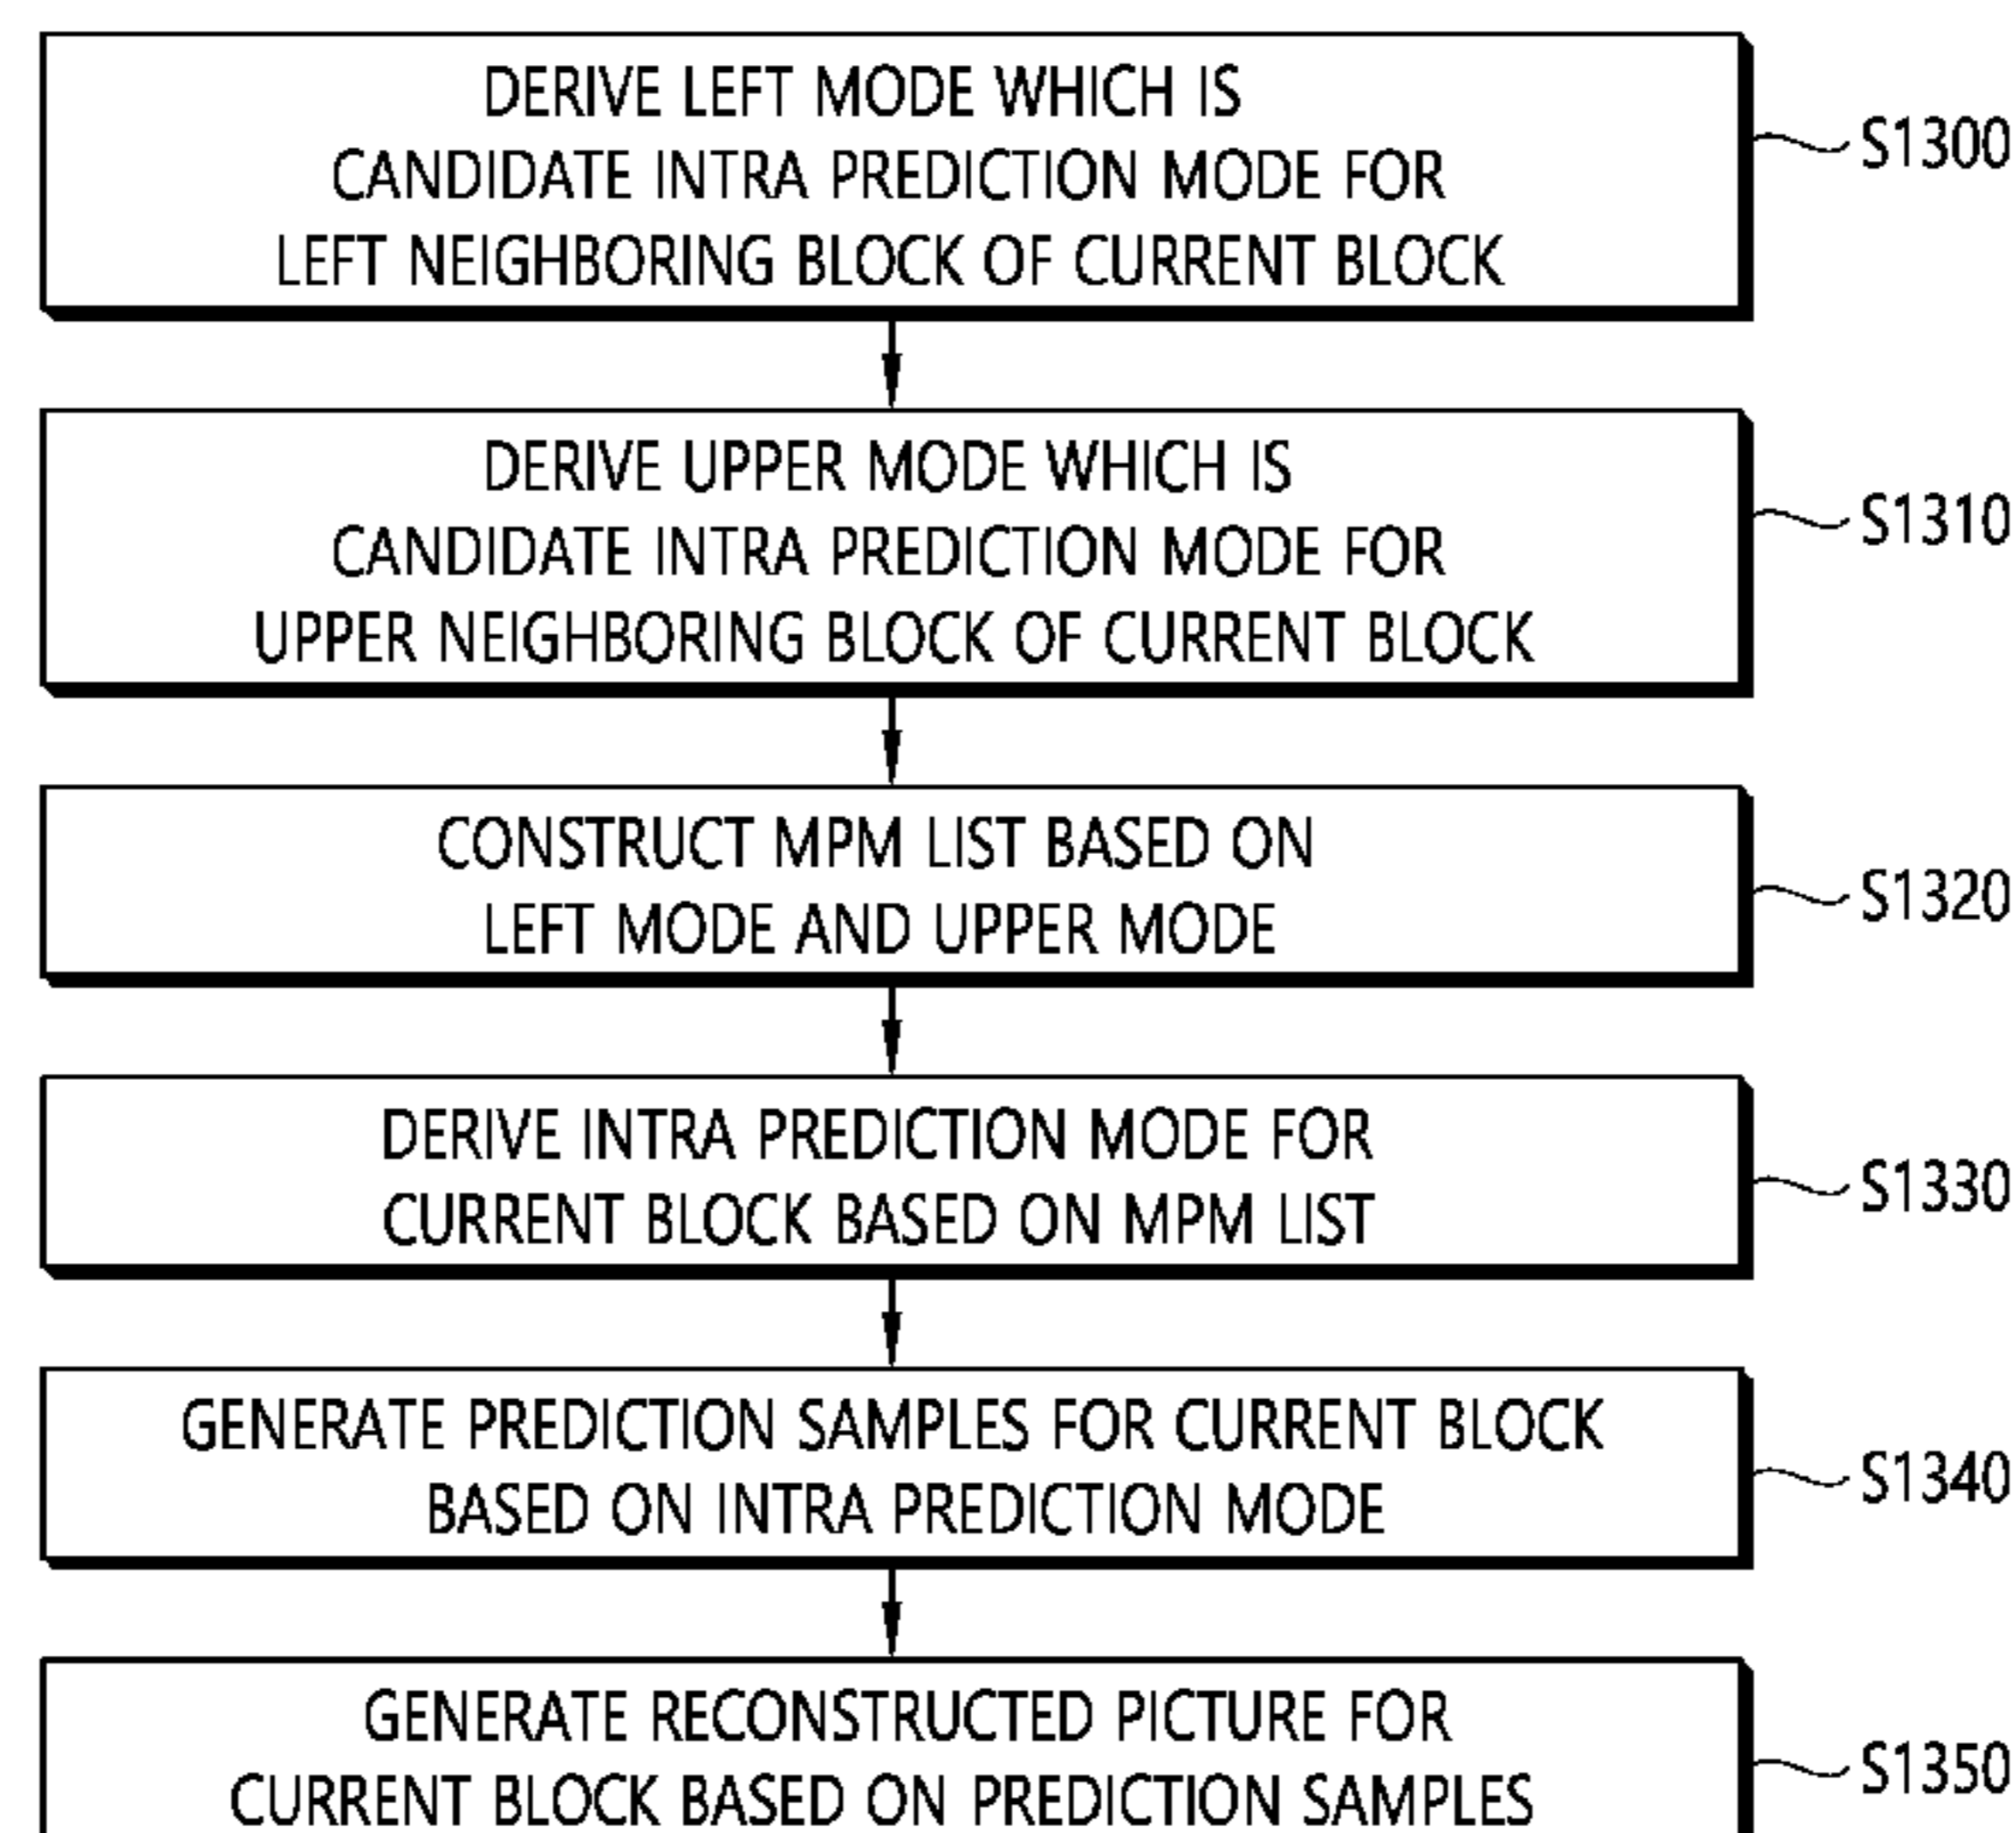 DERIVE LEFT MODE WHICH IS
CANDIDATE INTRA PREDICTION MODE FOR
LEFT NEIGHBORING BLOCK OF CURRENT BLOCK
S1300
DERIVE UPPER MODE WHICH IS
CANDIDATE INTRA PREDICTION MODE FOR
UPPER NEIGHBORING BLOCK OF CURRENT BLOCK
S1310
CONSTRUCT MPM LIST BASED ON
LEFT MODE AND UPPER MODE
S1320
DERIVE INTRA PREDICTION MODE FOR
CURRENT BLOCK BASED ON MPM LIST
S1330
GENERATE PREDICTION SAMPLES FOR CURRENT BLOCK
BASED ON INTRA PREDICTION MODE
S1340
GENERATE RECONSTRUCTED PICTURE FOR
CURRENT BLOCK BASED ON PREDICTION SAMPLES
S1350